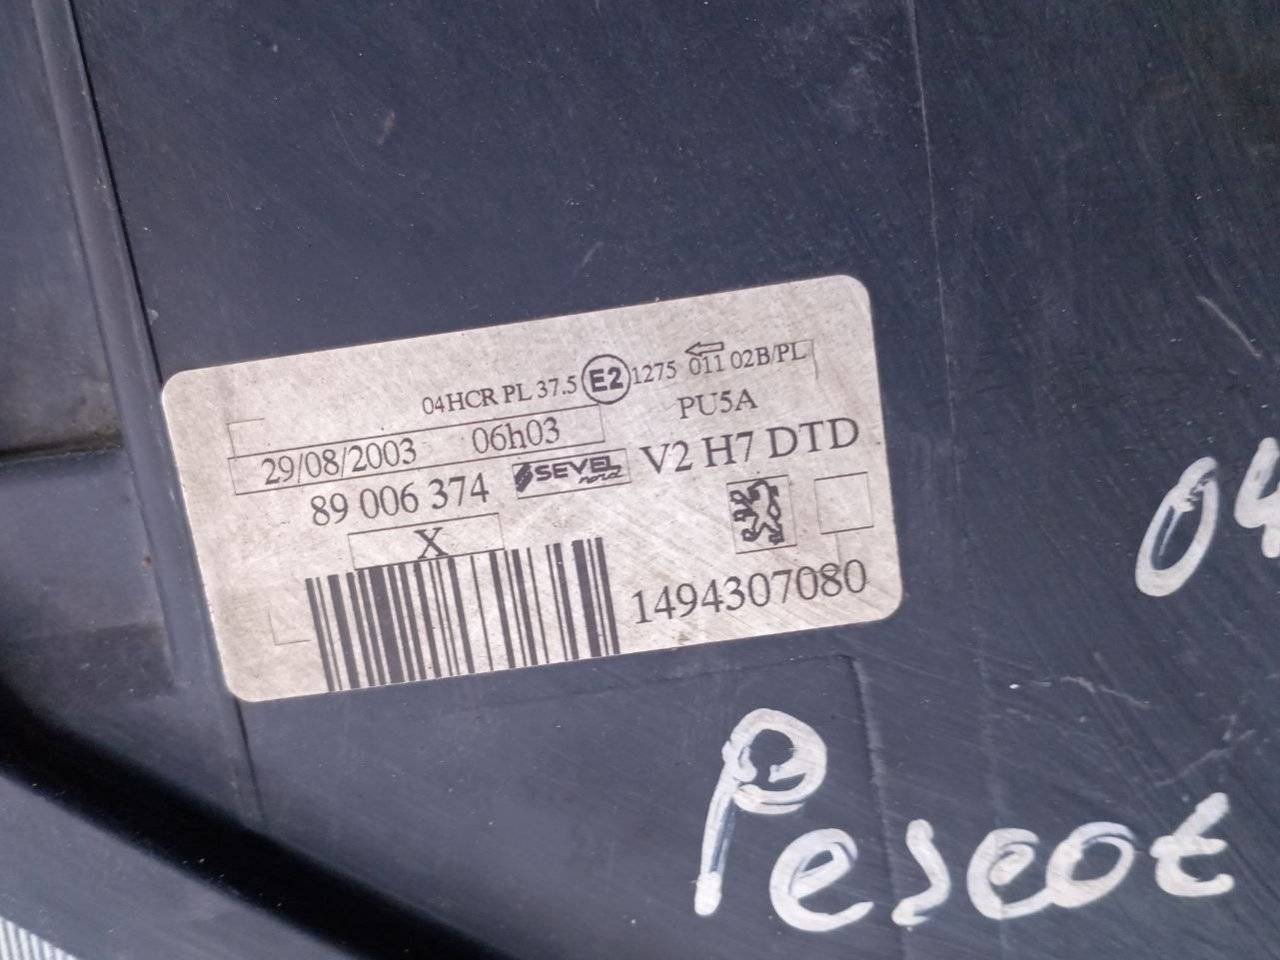 04HCR PL 37.5 E2 1275 011 02B/PL
29/08/2003 06h03 PU5A
89 006 374 SEVEL nord V2 H7 DTD
X
1494307080
04
Peseot